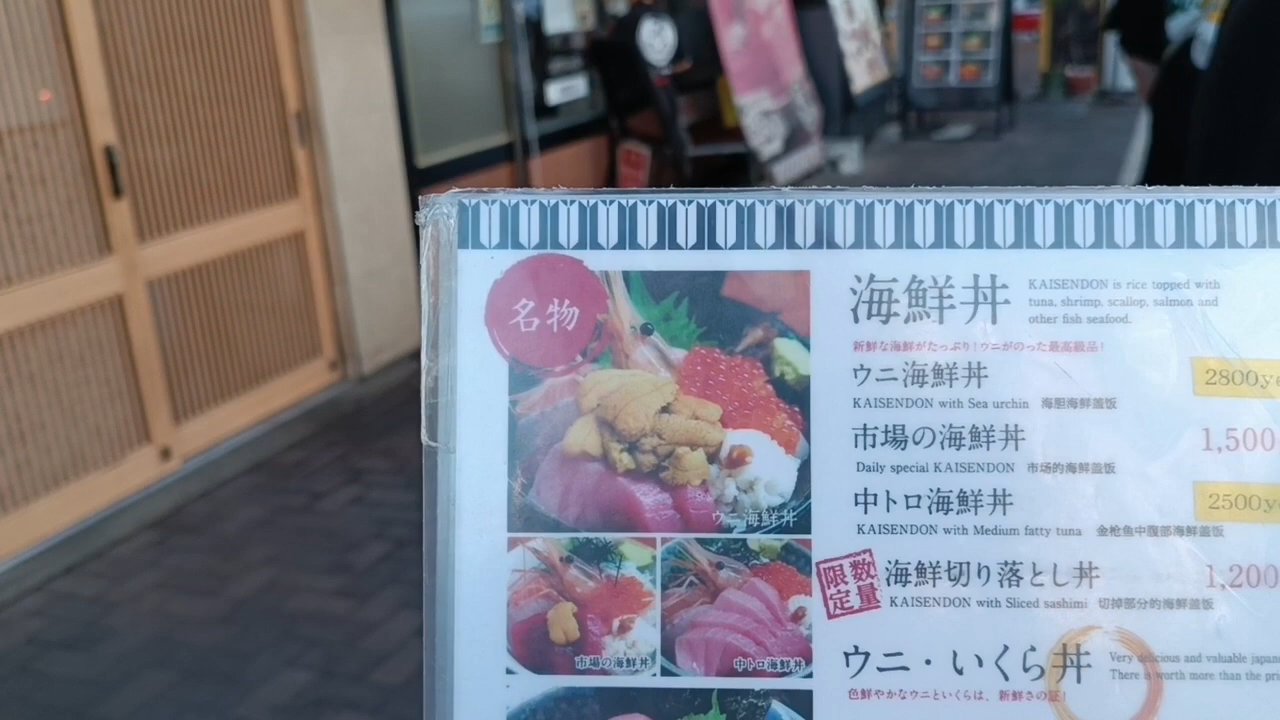 名物
海鮮丼
KAISENDON is rice topped with
tuna, shrimp, scallop, salmon and
other fish seafood.
新鮮な海鮮がたっぷり!ウニがのった最高級品!
ウニ海鮮丼
2800ye
KAISENDON with Sea urchin 海胆海鲜盖饭
市場の海鮮丼
1,500
Daily special KAISENDON 市场的海鲜盖饭
中トロ海鮮丼
2500ye
KAISENDON with Medium fatty tuna 金枪鱼中腹部海鲜盖饭
数量限定
海鮮切り落とし丼
1,200
KAISENDON with Sliced sashimi 切掉部分的海鲜盖饭
ウニ・いくら丼
Very delicious and valuable japan
There is worth more than the pri
色鮮やかなウニといくらは、新鮮さの証!
ウニ海鮮丼
市場の海鮮丼
中トロ海鮮丼